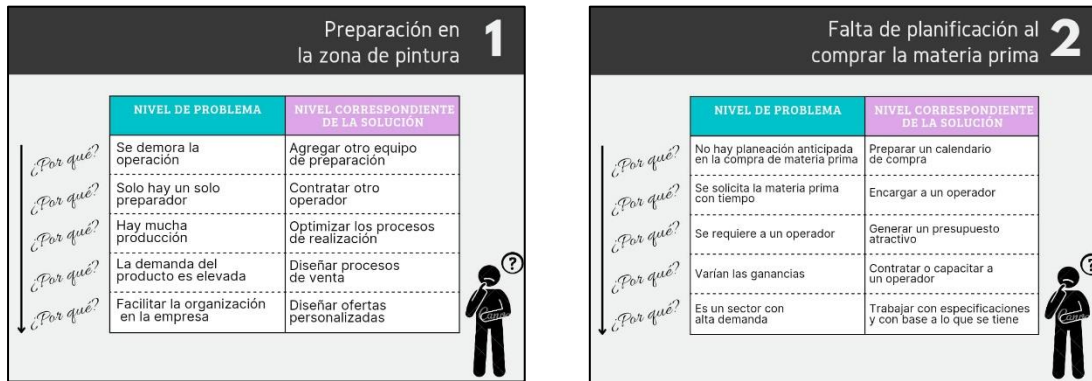 Preparación en
la zona de pintura
1
NIVEL DE PROBLEMA
NIVEL CORRESPONDIENTE
DE LA SOLUCIÓN
¿Por qué?
Se demora la
operación
Agregar otro equipo
de preparación
¿Por qué?
Solo hay un solo
preparador
Contratar otro
operador
¿Por qué?
Hay mucha
producción
Optimizar los procesos
de realización
¿Por qué?
La demanda del
producto es elevada
Diseñar procesos
de venta
¿Por qué?
Facilitar la organización
en la empresa
Diseñar ofertas
personalizadas
?
Canva
Falta de planificación al
comprar la materia prima
2
NIVEL DE PROBLEMA
NIVEL CORRESPONDIENTE
DE LA SOLUCIÓN
¿Por qué?
No hay planeación anticipada
en la compra de materia prima
Preparar un calendario
de compra
¿Por qué?
Se solicita la materia prima
con tiempo
Encargar a un operador
¿Por qué?
Se requiere a un operador
Generar un presupuesto
atractivo
¿Por qué?
Varían las ganancias
Contratar o capacitar a
un operador
¿Por qué?
Es un sector con
alta demanda
Trabajar con especificaciones
y con base a lo que se tiene
?
Canva